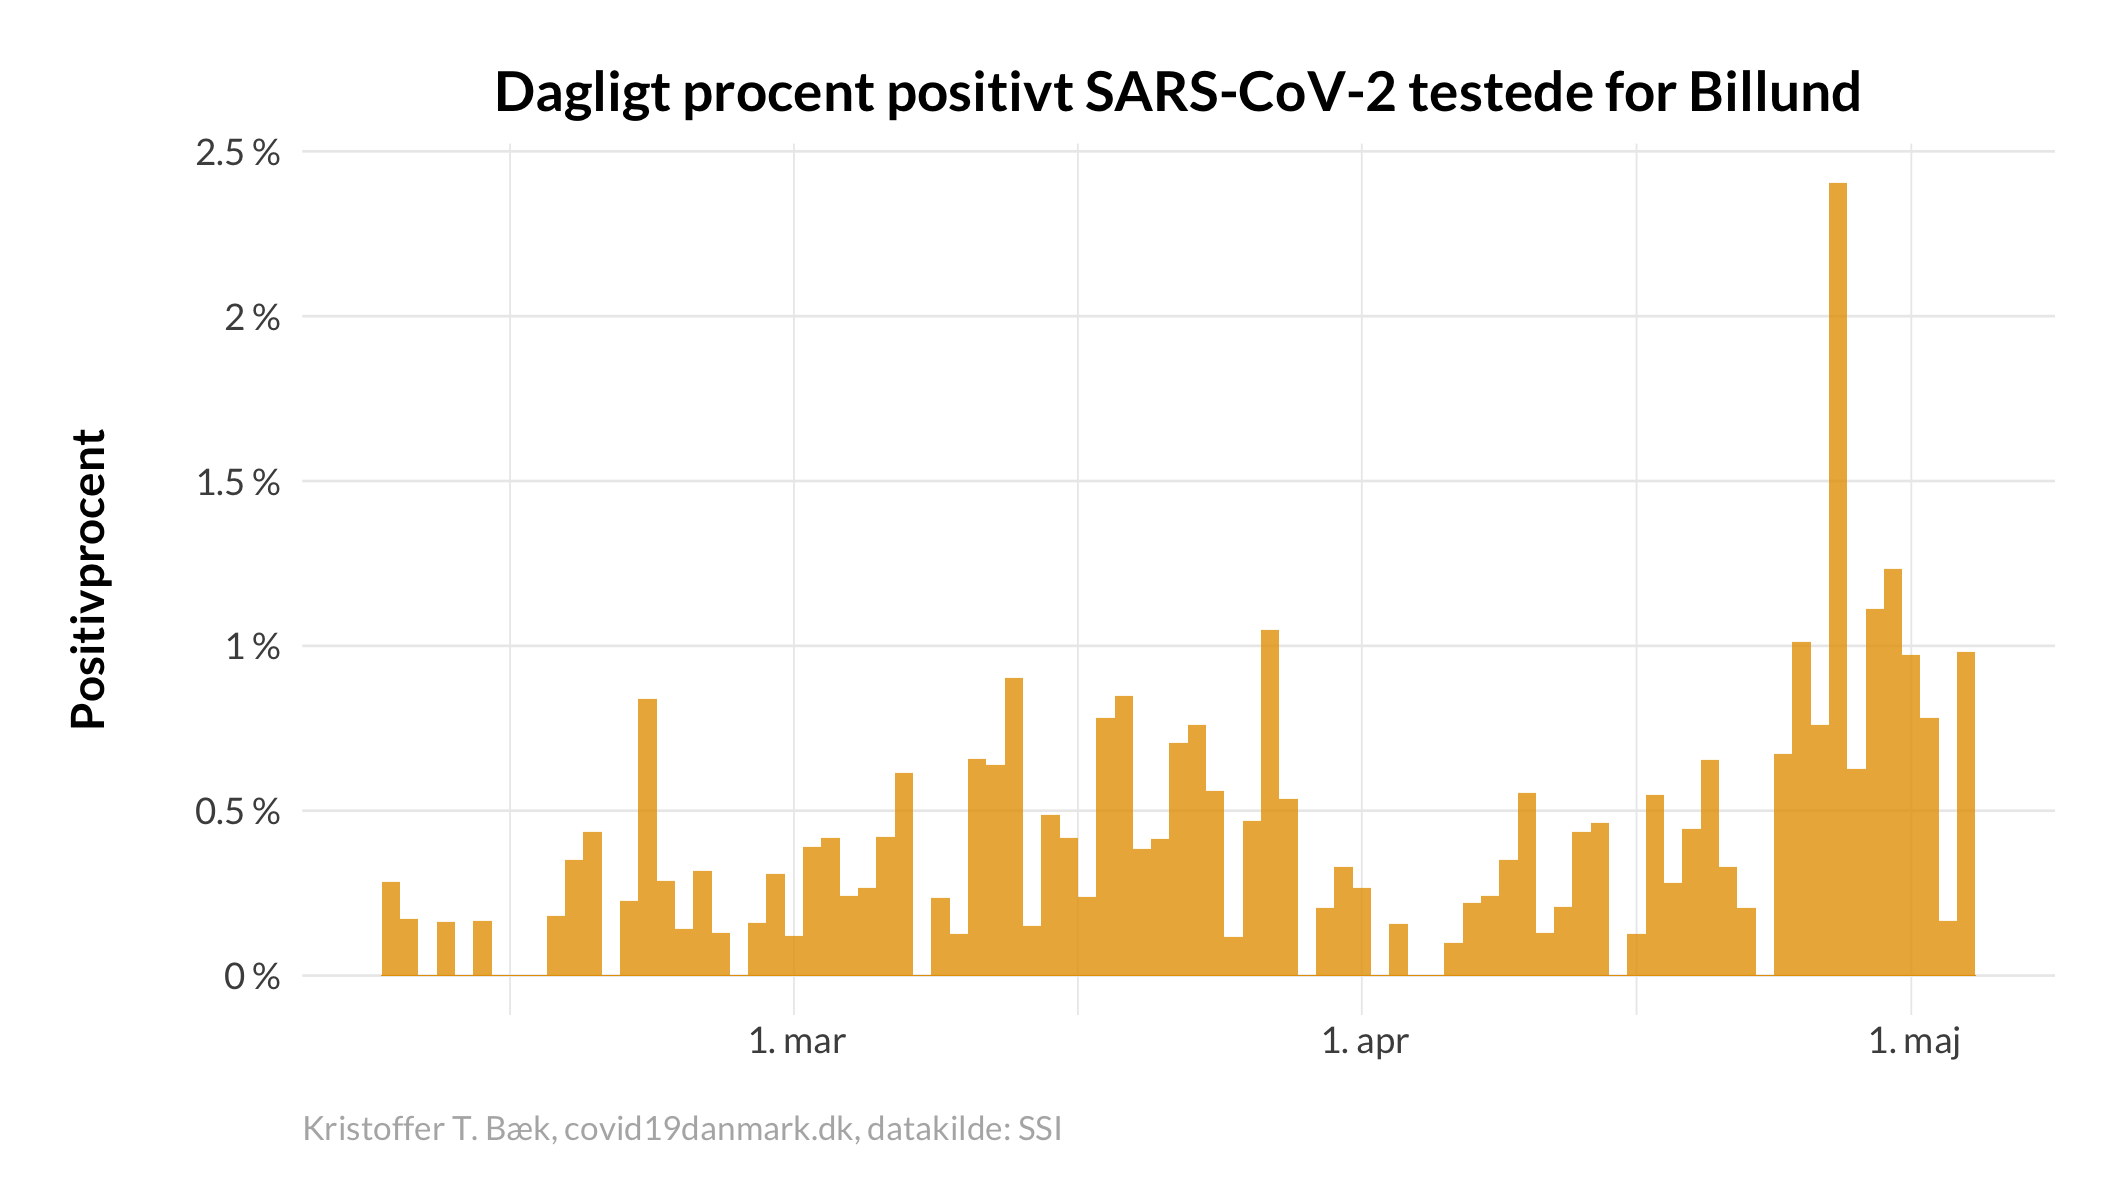 Dagligt procent positivt SARS-CoV-2 testede for Billund
Positivprocent
2.5 %
2 %
1.5 %
1 %
0.5 %
0 %
1. mar
1. apr
1. maj
Kristoffer T. Bæk, covid19danmark.dk, datakilde: SSI